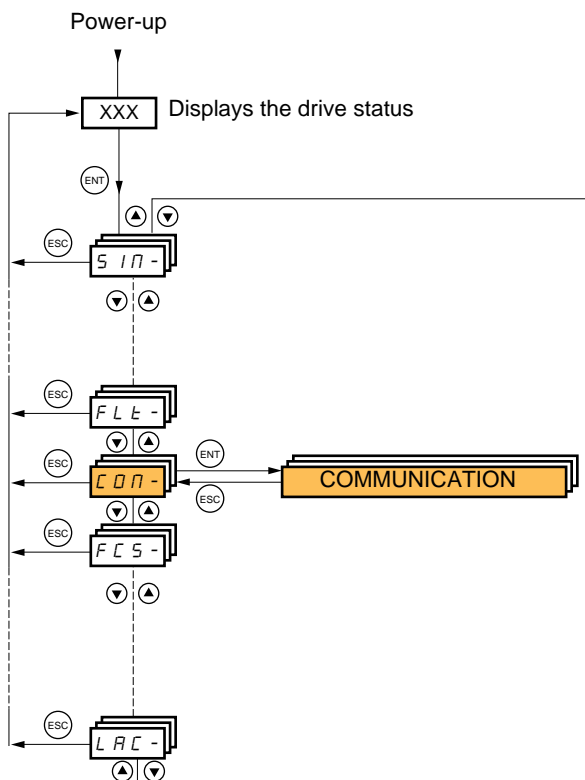 Power-up
XXX Displays the drive status
ENT
ESC
SIM-
ESC
FLt-
ESC
ENT
COM-
COMMUNICATION
ESC
ESC
FCS-
ESC
LAC-